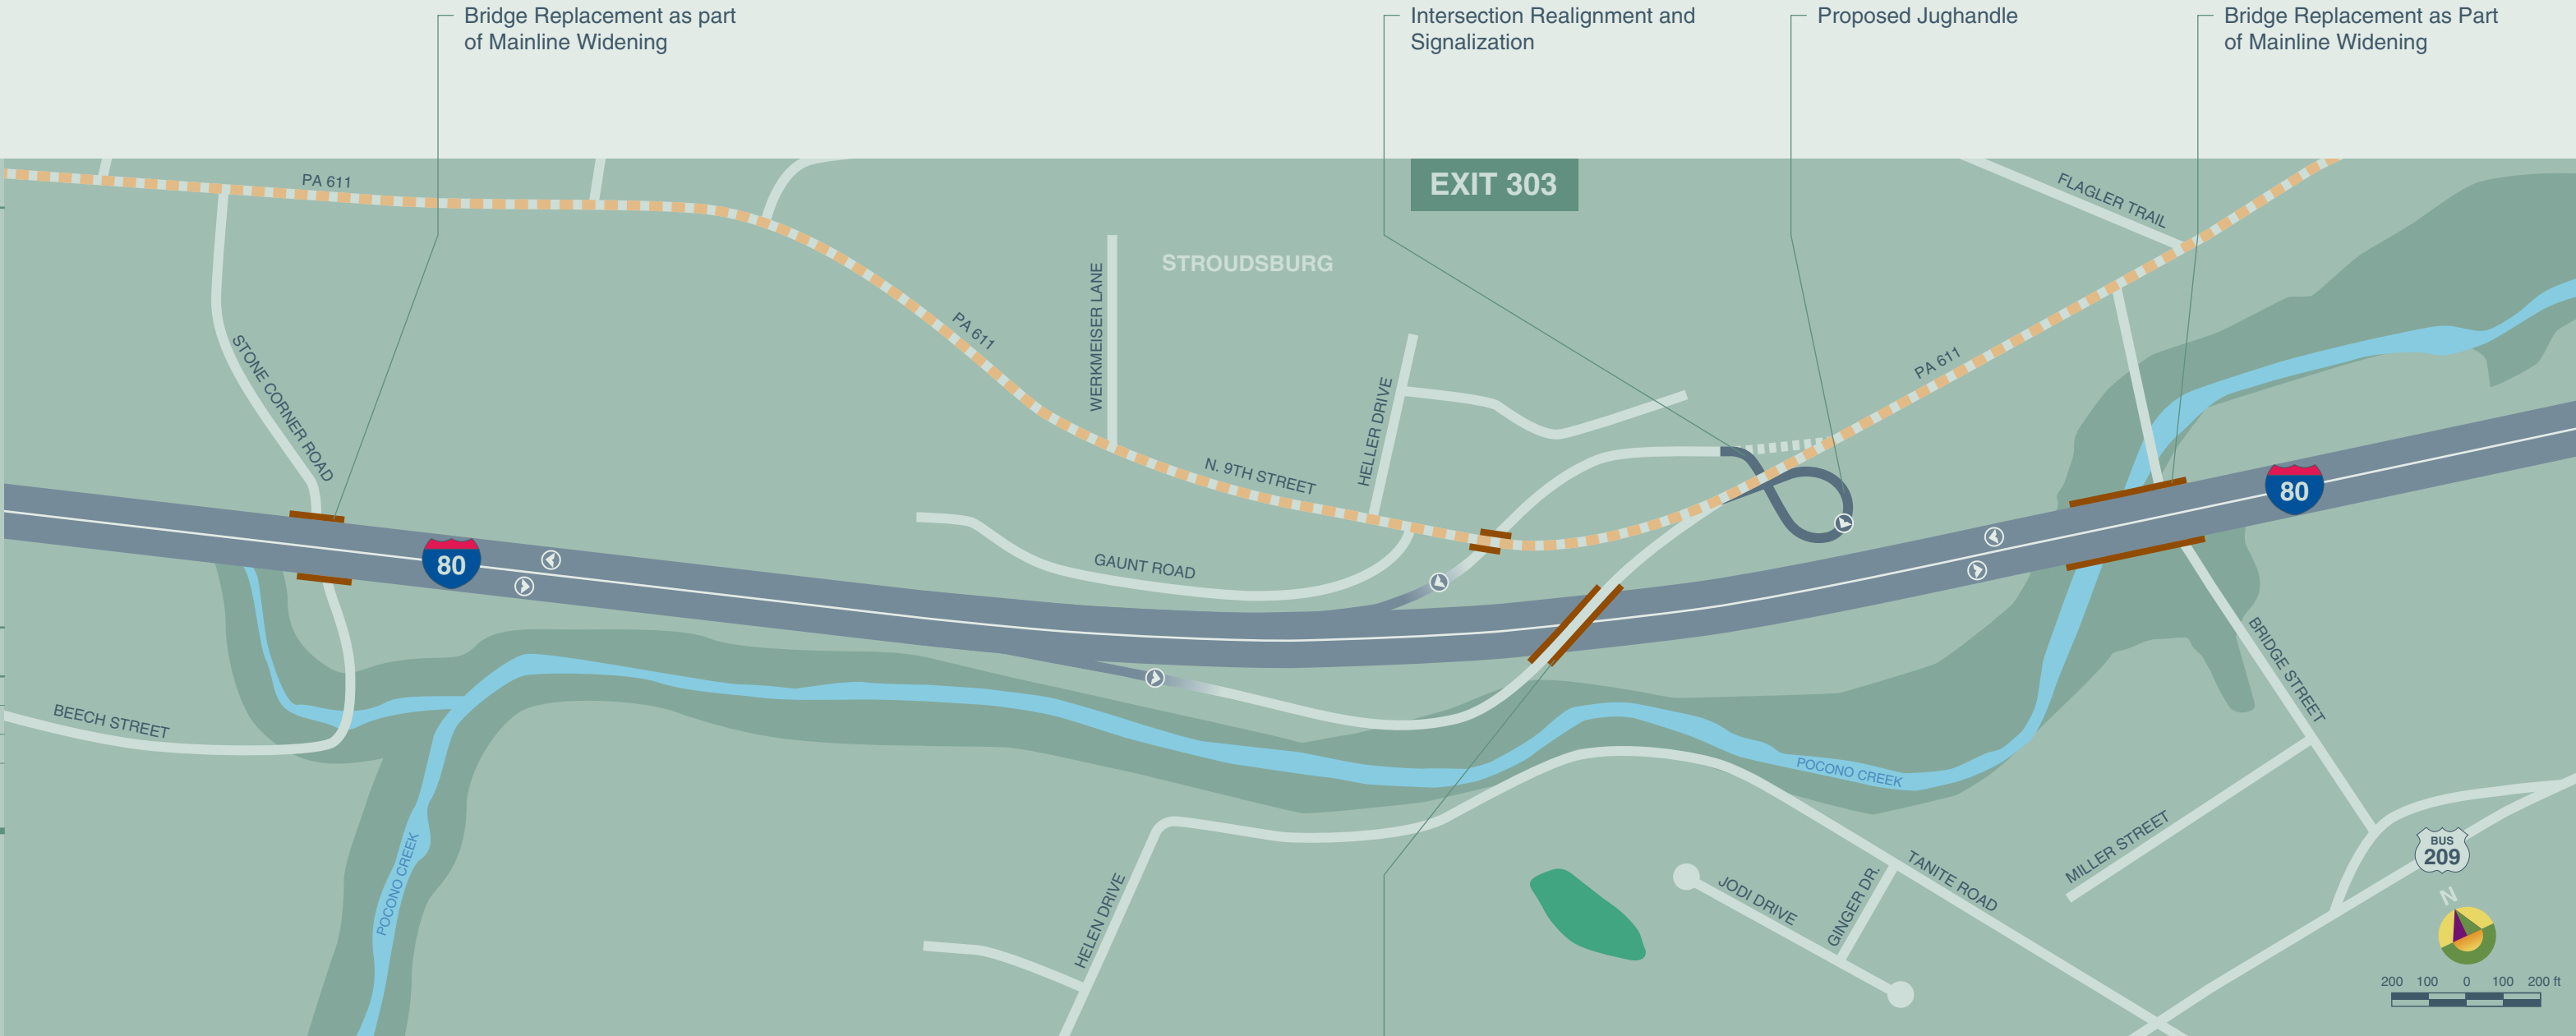 Bridge Replacement as part
of Mainline Widening
Intersection Realignment and
Signalization
Proposed Jughandle
Bridge Replacement as Part
of Mainline Widening
EXIT 303
STROUDSBURG
PA 611
FLAGLER TRAIL
STONE CORNER ROAD
PA 611
WERKMEISER LANE
PA 611
HELLER DRIVE
N. 9TH STREET
80
80
GAUNT ROAD
BEECH STREET
BRIDGE STREET
POCONO CREEK
POCONO CREEK
HELEN DRIVE
JODI DRIVE
GINGER DR.
TANITE ROAD
MILLER STREET
BUS
209
N
200 100 0 100 200 ft